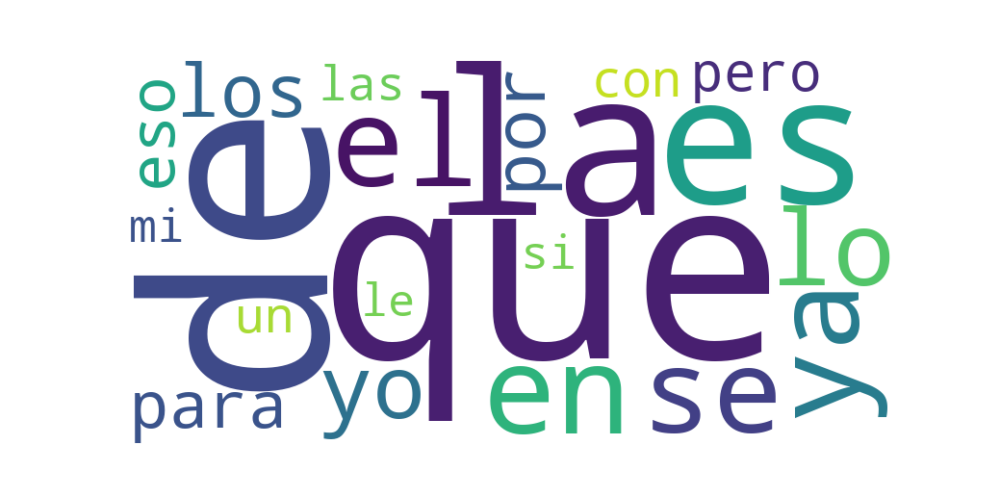 eso
los
las
el
la
por
con
pero
de
es
mi
que
si
lo
un
le
ya
para
yo
en
se